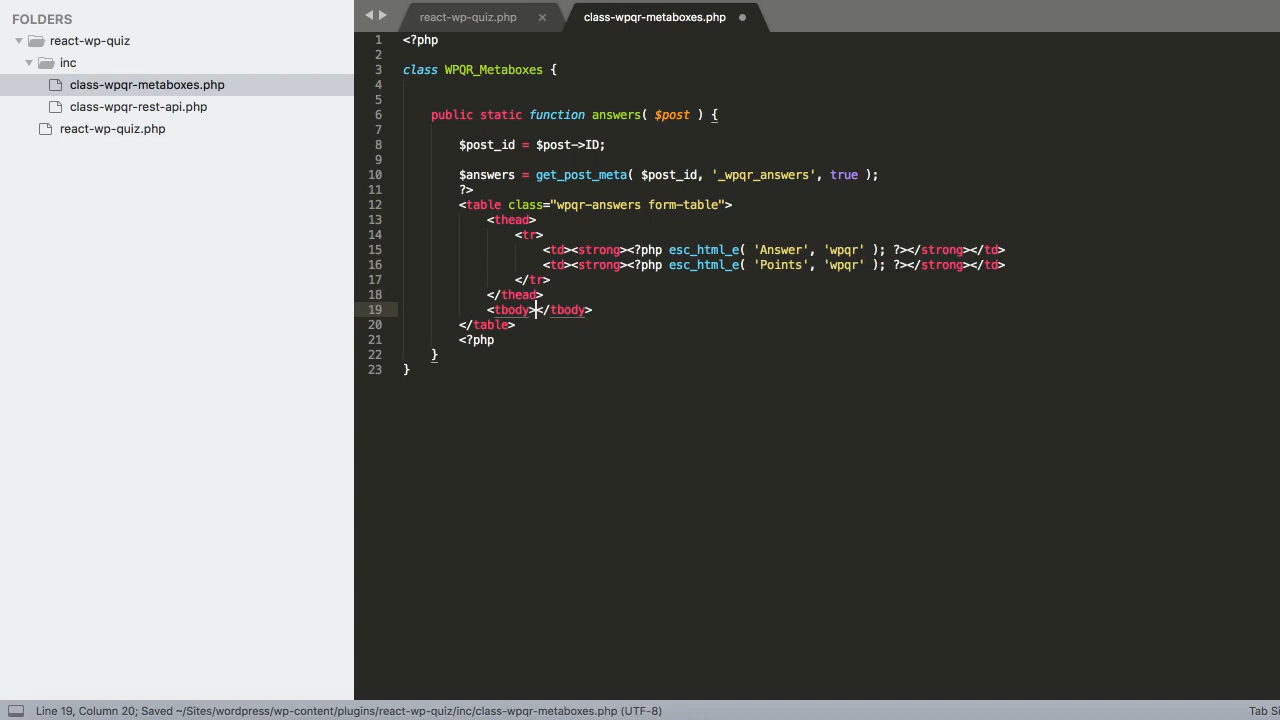 FOLDERS
react-wp-quiz
inc
class-wpqr-metaboxes.php
class-wpqr-rest-api.php
react-wp-quiz.php
react-wp-quiz.php ×
class-wpqr-metaboxes.php
1 <?php
2
3 class WPQR_Metaboxes {
4
5
6 public static function answers( $post ) {
7
8 $post_id = $post->ID;
9
10 $answers = get_post_meta( $post_id, '_wpqr_answers', true );
11 ?>
12 <table class="wpqr-answers form-table">
13 <thead>
14 <tr>
15 <td><strong><?php esc_html_e( 'Answer', 'wpqr' ); ?></strong></td>
16 <td><strong><?php esc_html_e( 'Points', 'wpqr' ); ?></strong></td>
17 </tr>
18 </thead>
19 <tbody></tbody>
20 </table>
21 <?php
22 }
23 }
Line 19, Column 20; Saved ~/Sites/wordpress/wp-content/plugins/react-wp-quiz/inc/class-wpqr-metaboxes.php (UTF-8)
Tab Si